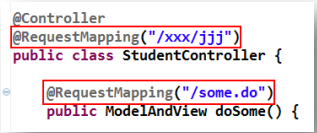 @Controller
@RequestMapping("/xxx/jjj")
public class StudentController {
@RequestMapping("/some.do")
public ModelAndView doSome() {